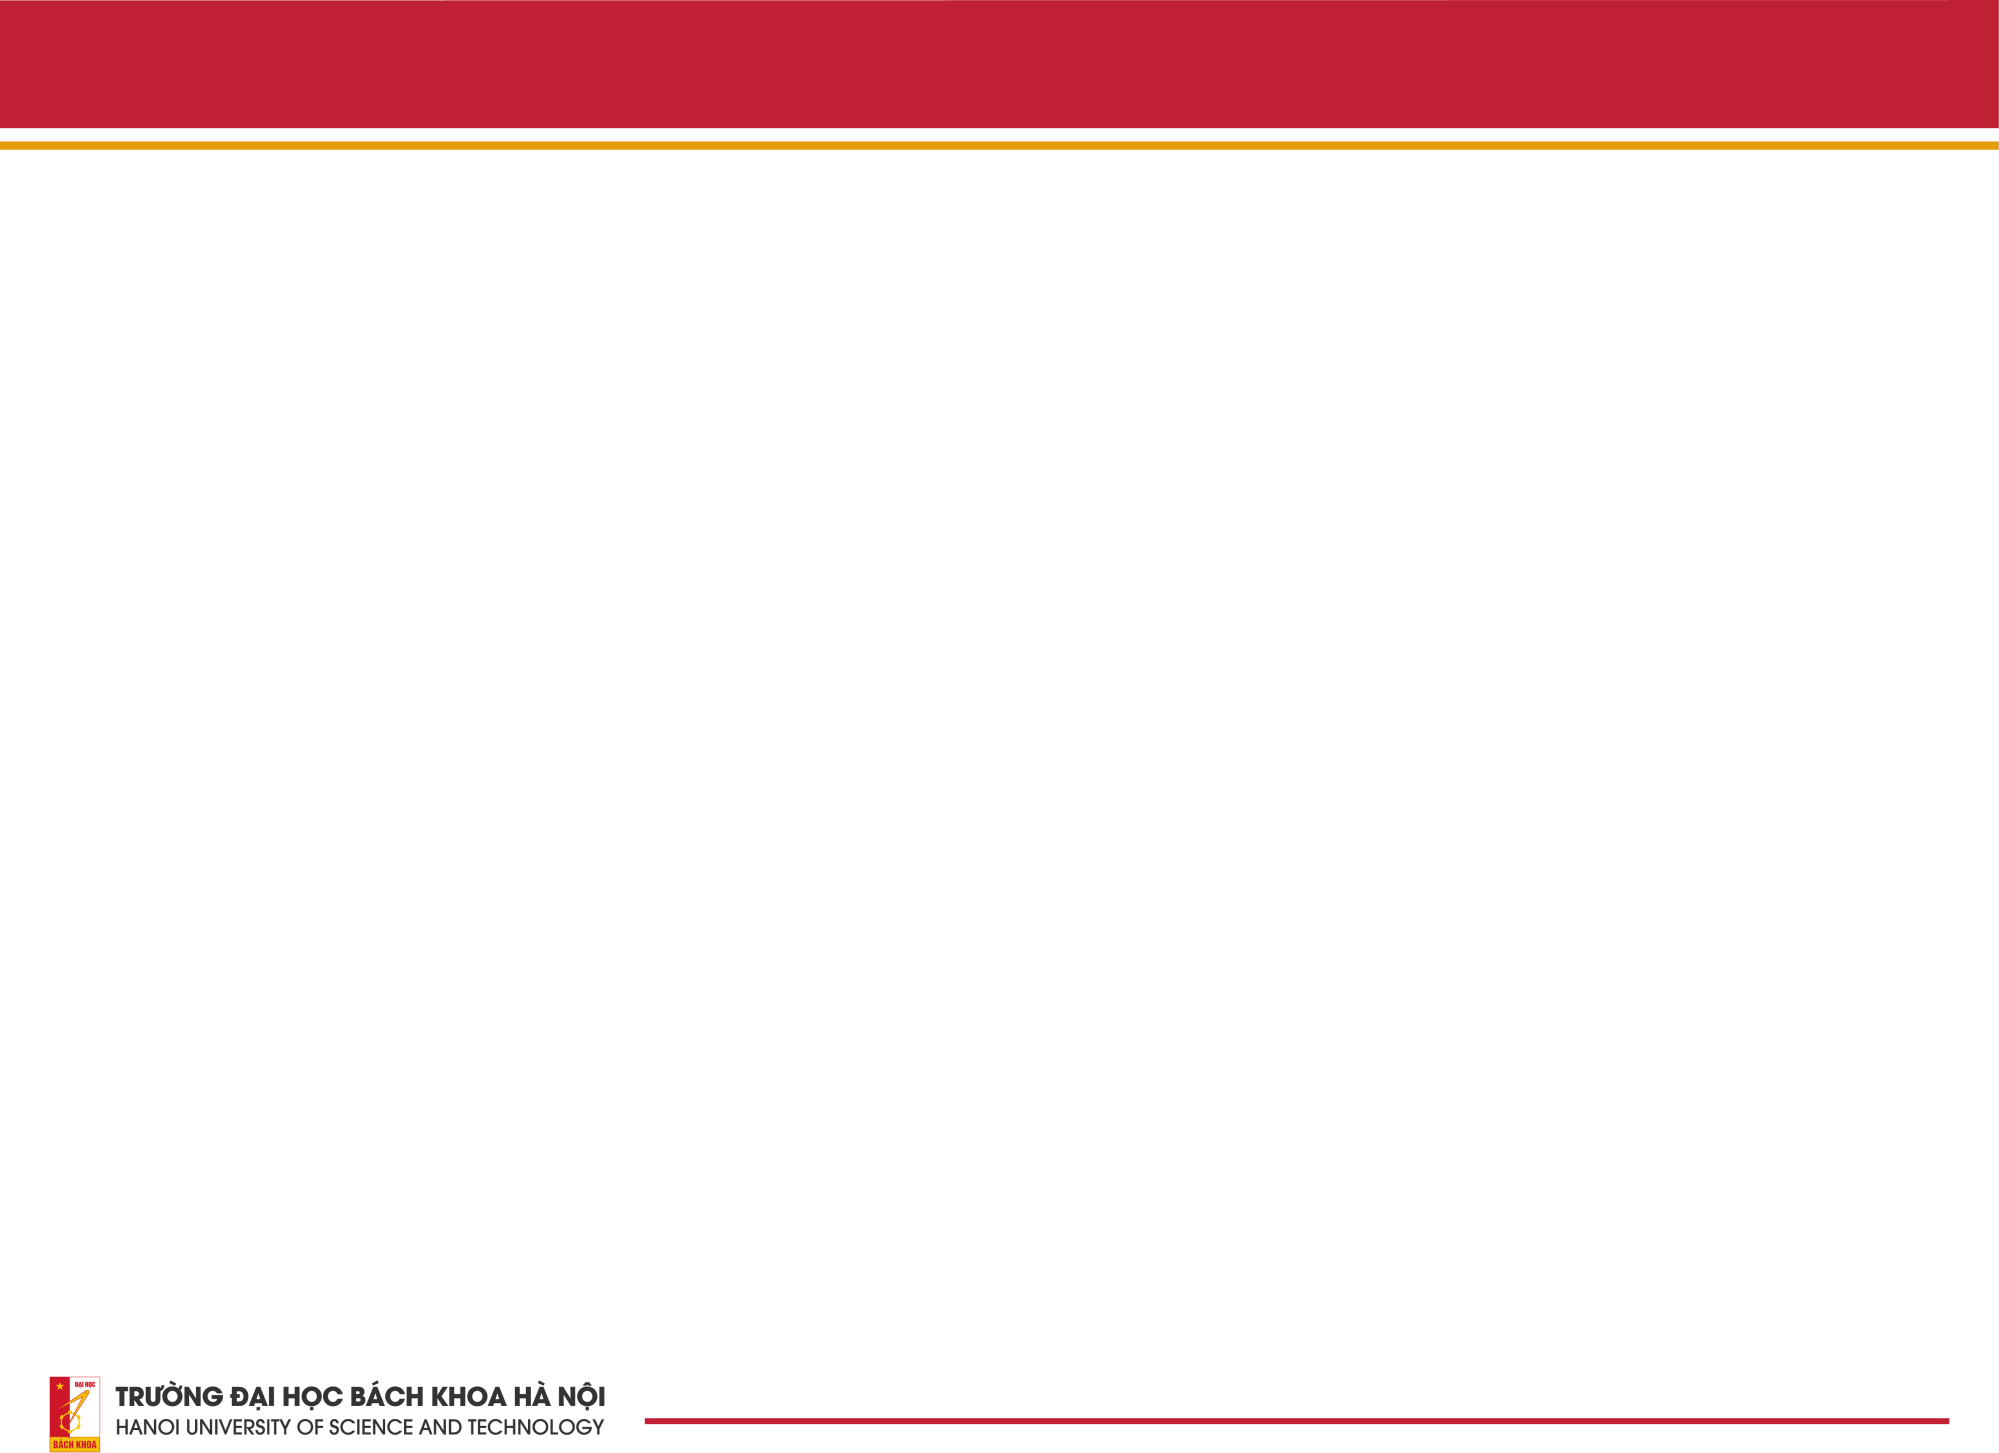 ĐẠI HỌC
BÁCH KHOA
TRƯỜNG ĐẠI HỌC BÁCH KHOA HÀ NỘI
HANOI UNIVERSITY OF SCIENCE AND TECHNOLOGY